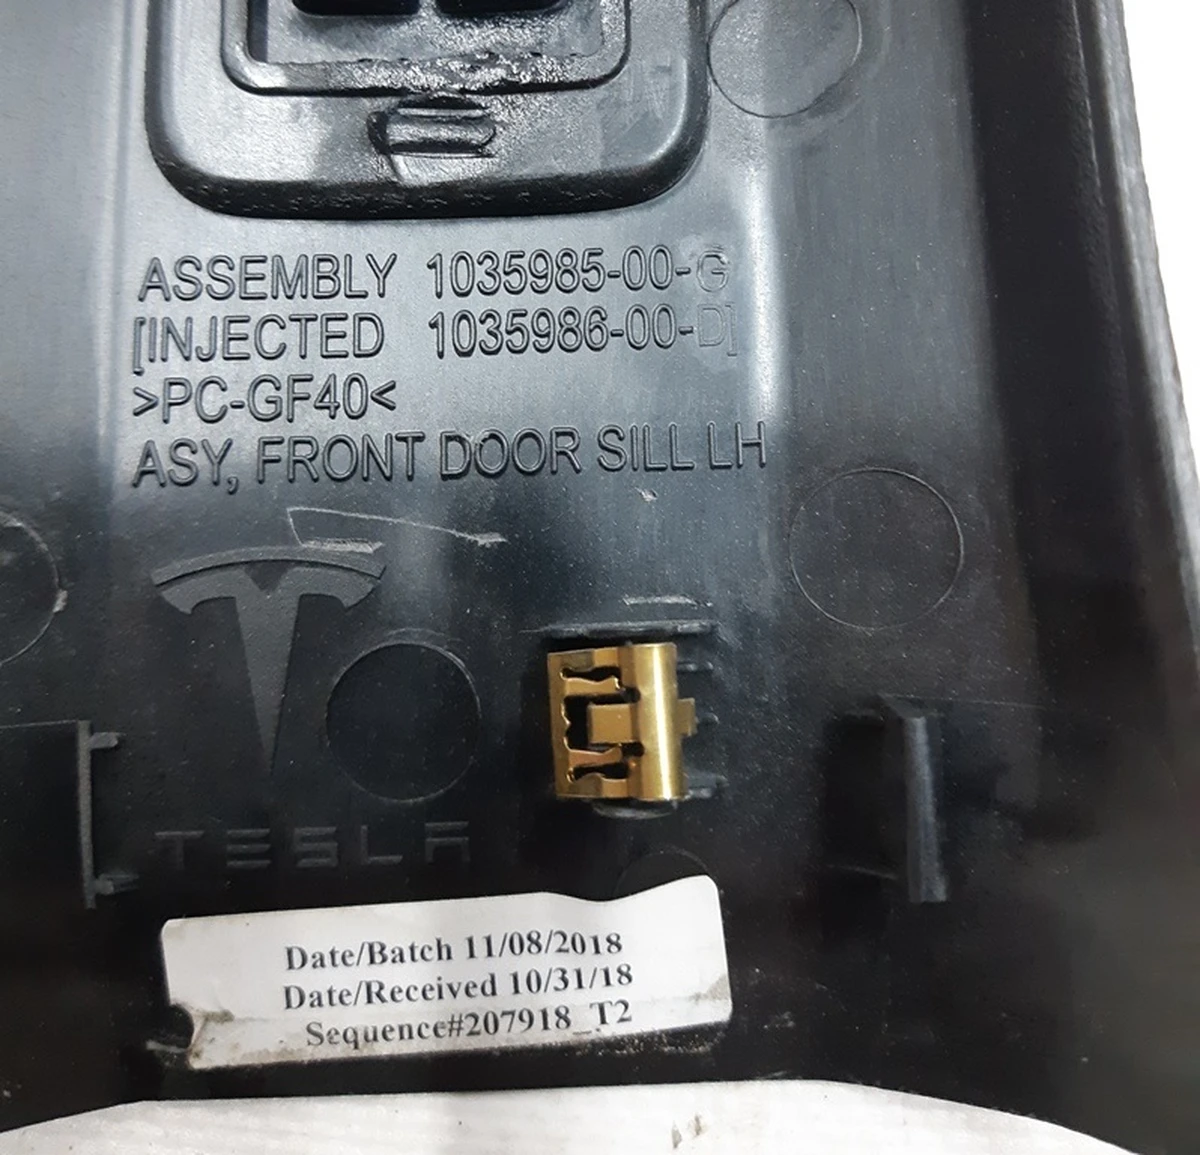 ASSEMBLY 1035985-00-G
[INJECTED 1035986-00-D]
>PC-GF40<
ASY, FRONT DOOR SILL LH
TESLA
Date/Batch 11/08/2018
Date/Received 10/31/18
Sequence#207918_T2